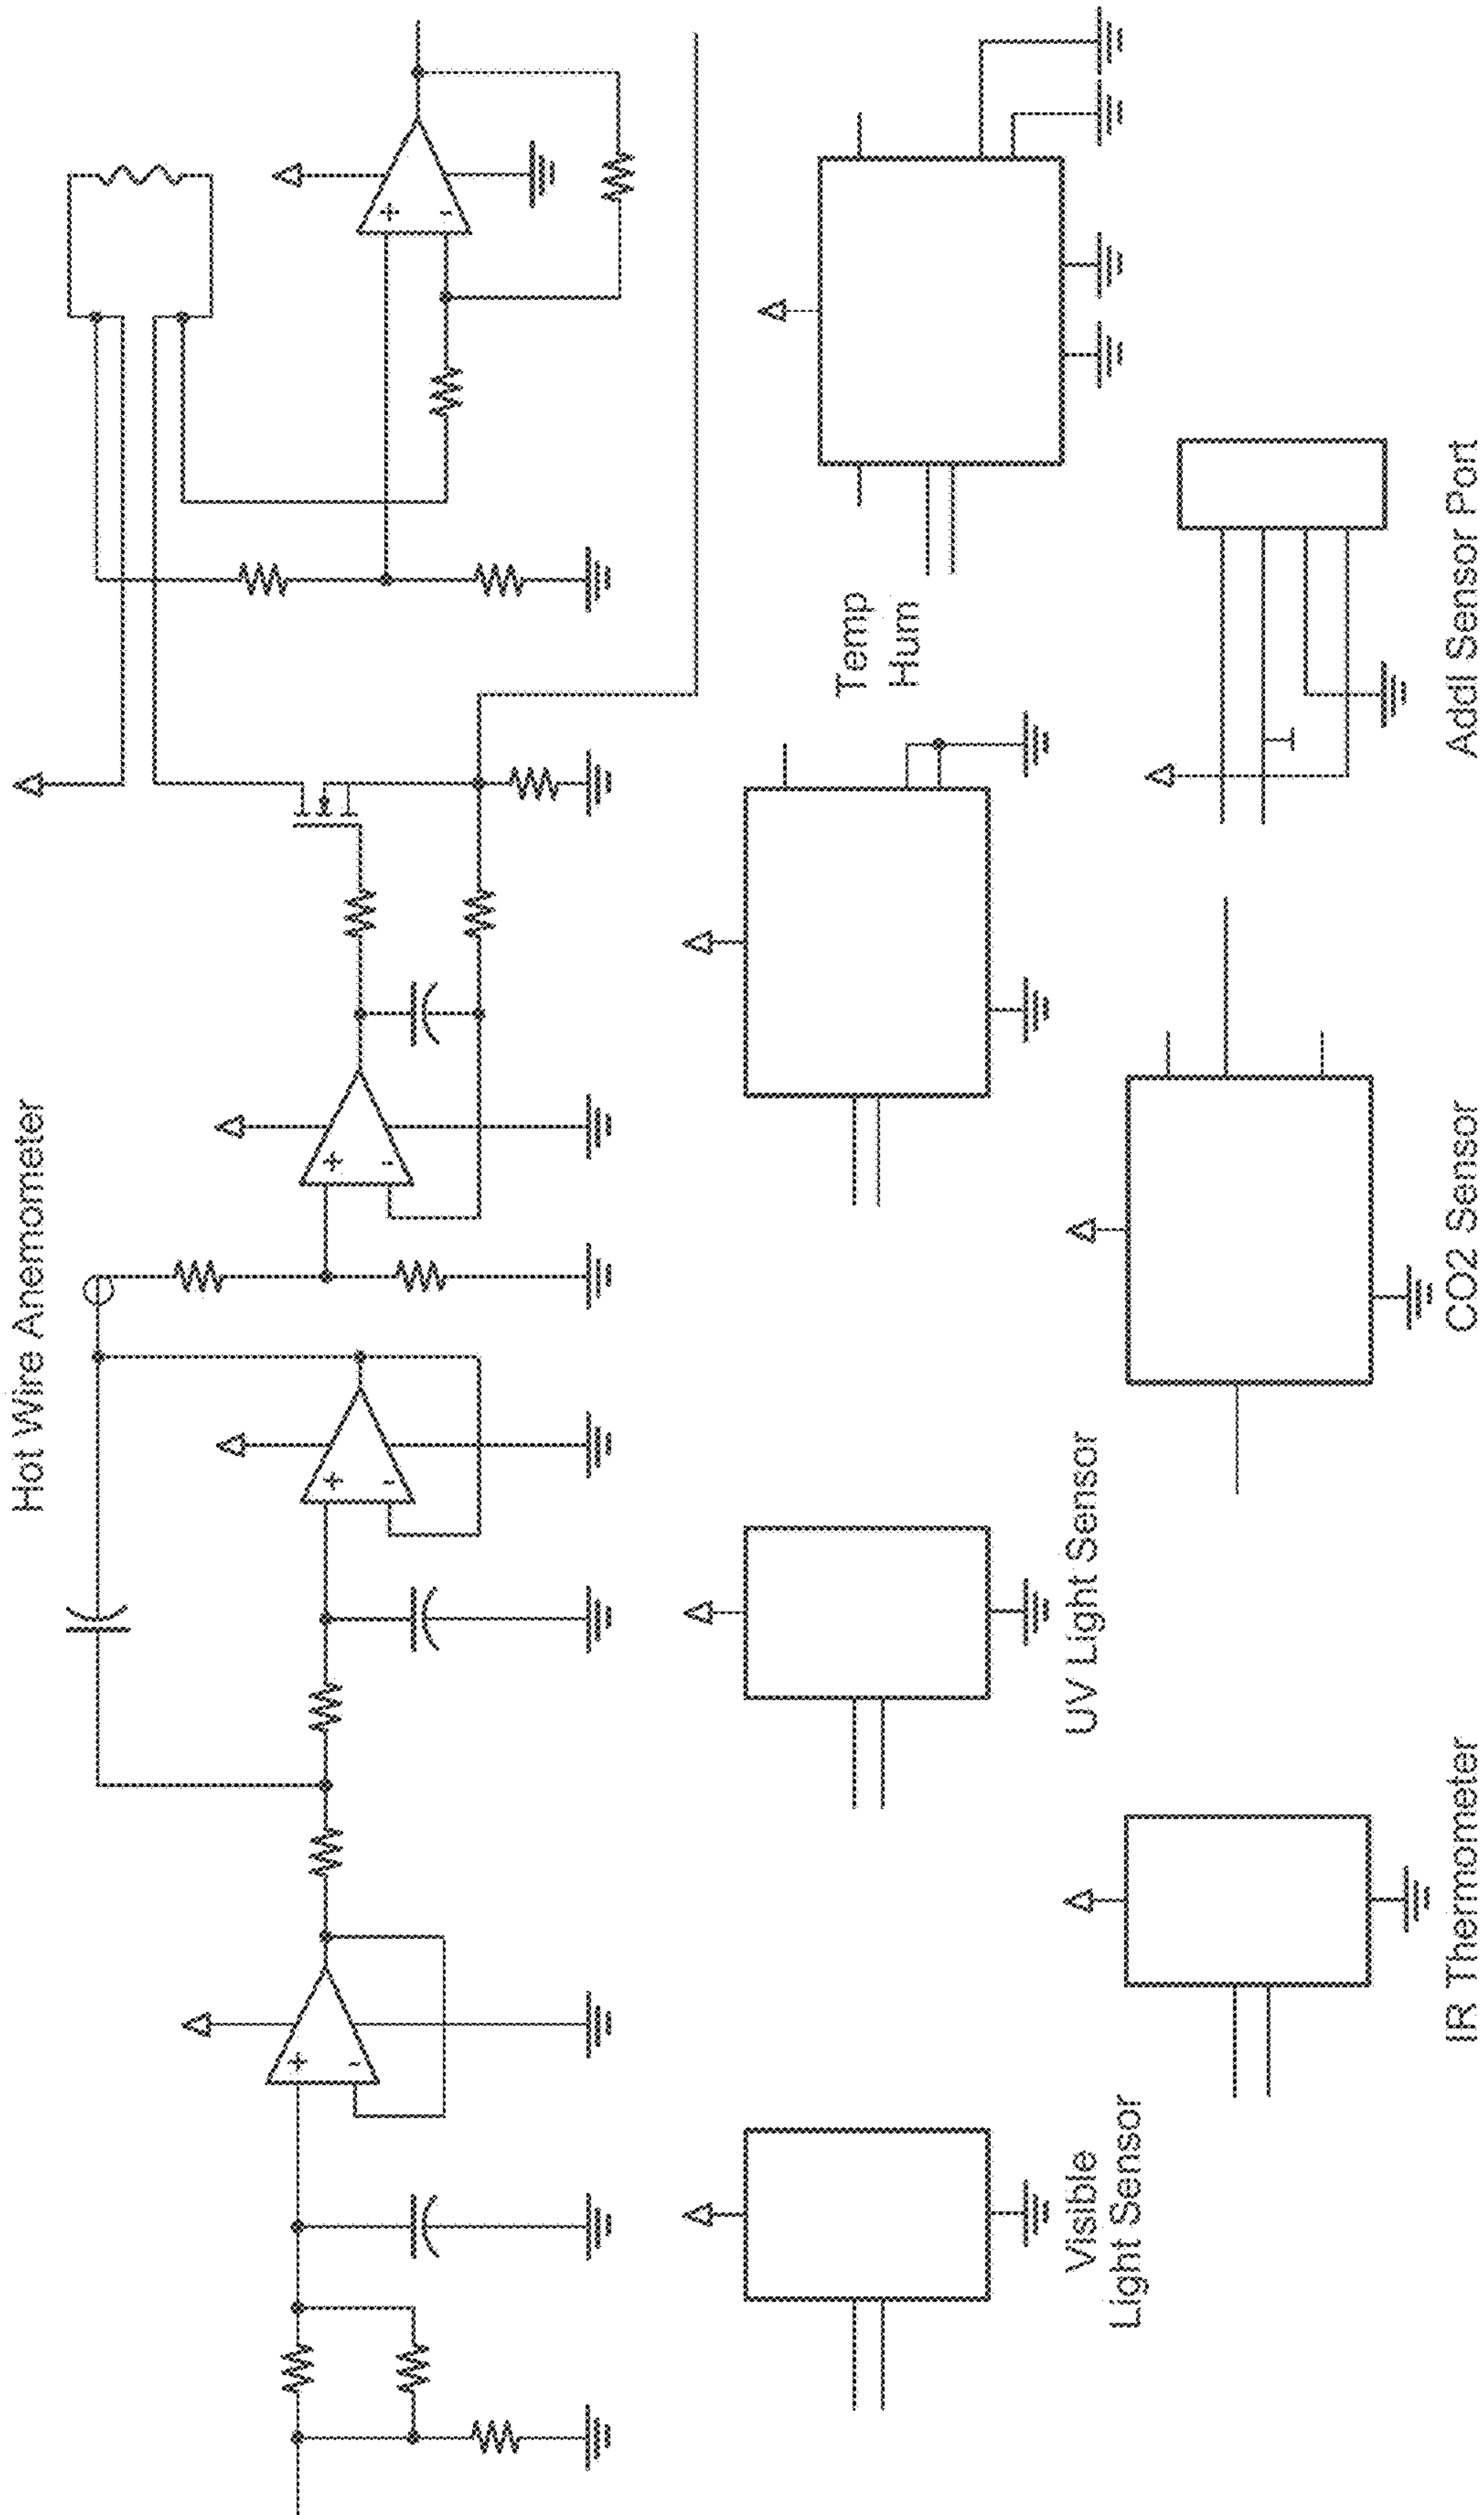 Hot Wire Anemometer
+
-
+
-
+
-
+
-
Temp
Hum
UV Light Sensor
Visible
Light Sensor
IR Thermometer
CO2 Sensor
Addl Sensor Port